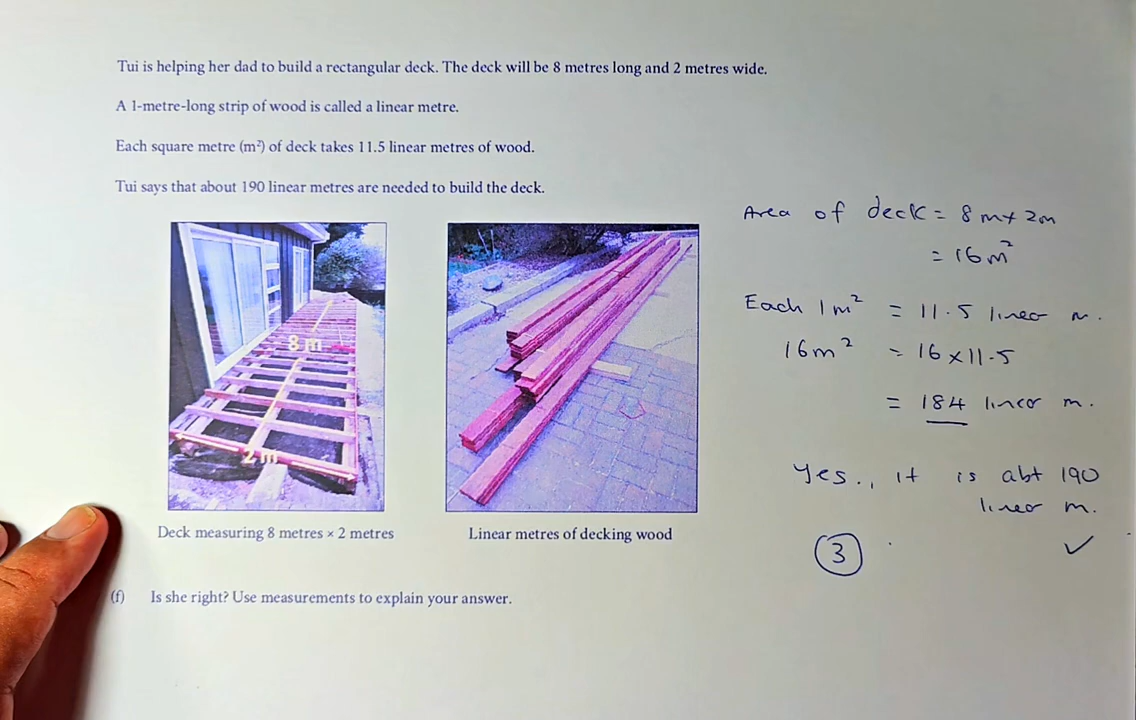 Tui is helping her dad to build a rectangular deck. The deck will be 8 metres long and 2 metres wide.
A 1-metre-long strip of wood is called a linear metre.
Each square metre (m²) of deck takes 11.5 linear metres of wood.
Tui says that about 190 linear metres are needed to build the deck.
8 m
2 m
Deck measuring 8 metres × 2 metres
Linear metres of decking wood
(f) Is she right? Use measurements to explain your answer.
Area of deck = 8 m x 2m
= 16 m²
Each 1 m² = 11.5 linear m.
16m² = 16 x 11.5
= 184 linear m.
Yes., it is abt 190
linear m.
3 ✓